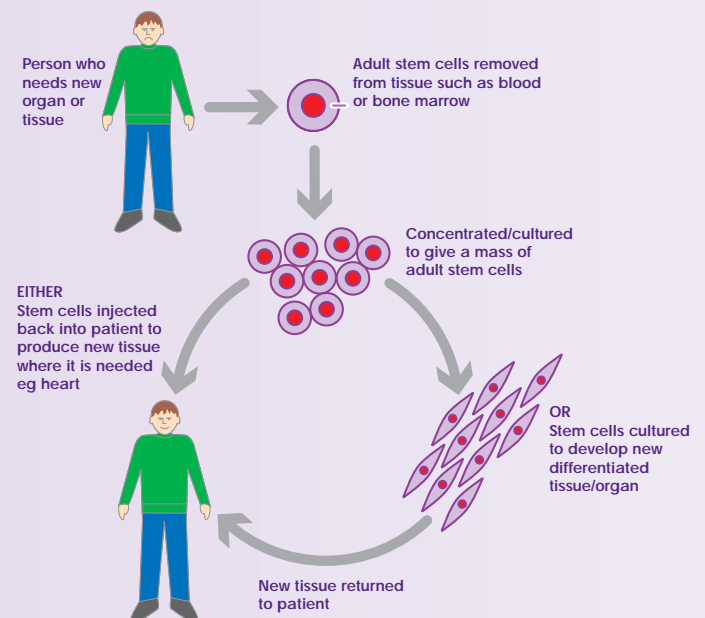 Person who
needs new
organ or
tissue
Adult stem cells removed
from tissue such as blood
or bone marrow
Concentrated/cultured
to give a mass of
adult stem cells
EITHER
Stem cells injected
back into patient to
produce new tissue
where it is needed
eg heart
OR
Stem cells cultured
to develop new
differentiated
tissue/organ
New tissue returned
to patient